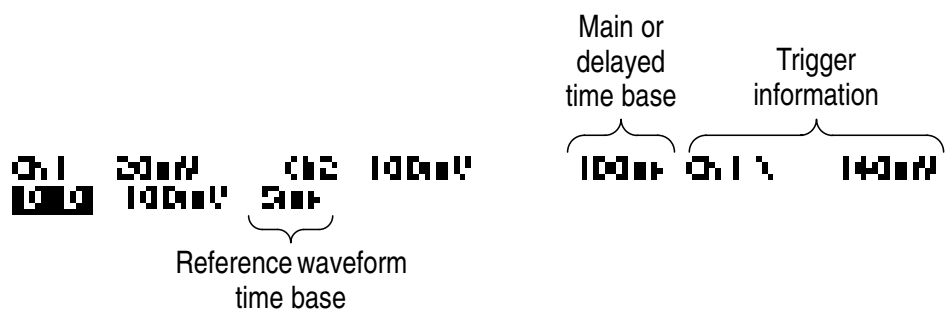 Main or
delayed
time base
Trigger
information
Ch1 20mV Ch2 100mV 100ms Ch1 140mV
100mV 5ms
Reference waveform
time base